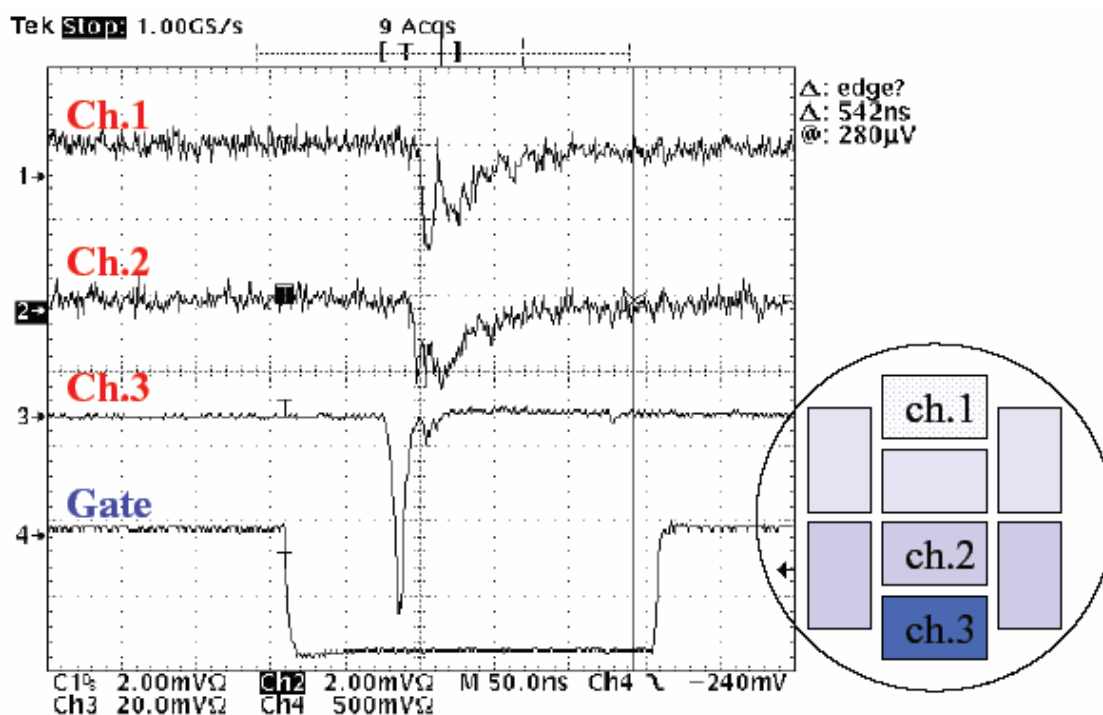 Tek Stop: 1.00GS/s 9 Acqs
Δ: edge?
Δ: 542ns
@: 280µV
Ch.1
1
Ch.2
T
2
Ch.3
3
Gate
4
ch.1
ch.2
ch.3
C1 2.00mVΩ Ch2 2.00mVΩ M 50.0ns Ch4 -240mV
Ch3 20.0mVΩ Ch4 500mVΩ